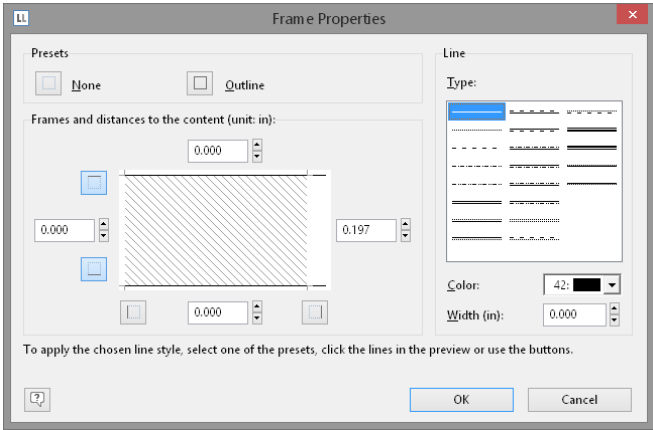 LL
Frame Properties
Presets
None
Outline
Frames and distances to the content (unit: in):
0.000
0.000
0.197
0.000
Line
Type:
Color:
42:
Width (in):
0.000
To apply the chosen line style, select one of the presets, click the lines in the preview or use the buttons.
OK
Cancel